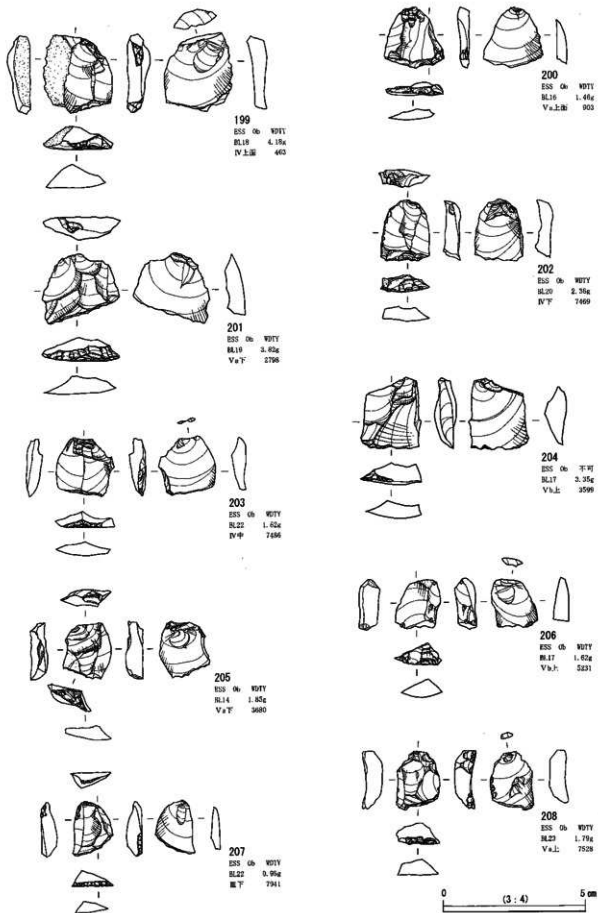 199
ESS Ob WDTY
BL18 4.18g
Ⅳ上面 463
200
ESS Ob WDTY
BL16 1.46g
Ⅴa上面 903
201
ESS Ob WDTY
BL19 3.82g
Ⅴa下 2798
202
ESS Ob WDTY
BL20 2.36g
Ⅳ下 7469
203
ESS Ob WDTY
BL22 1.62g
Ⅳ中 7486
204
ESS Ob 不可
BL17 3.35g
Ⅴb上 3599
205
ESS Ob WDTY
BL14 1.85g
Ⅴa下 3680
206
ESS Ob WDTY
BL17 1.62g
Ⅴb上 5231
207
ESS Ob WDTY
BL22 0.95g
下 7941
208
ESS Ob WDTY
BL23 1.79g
Ⅴa上 7528
0 (3:4) 5 cm